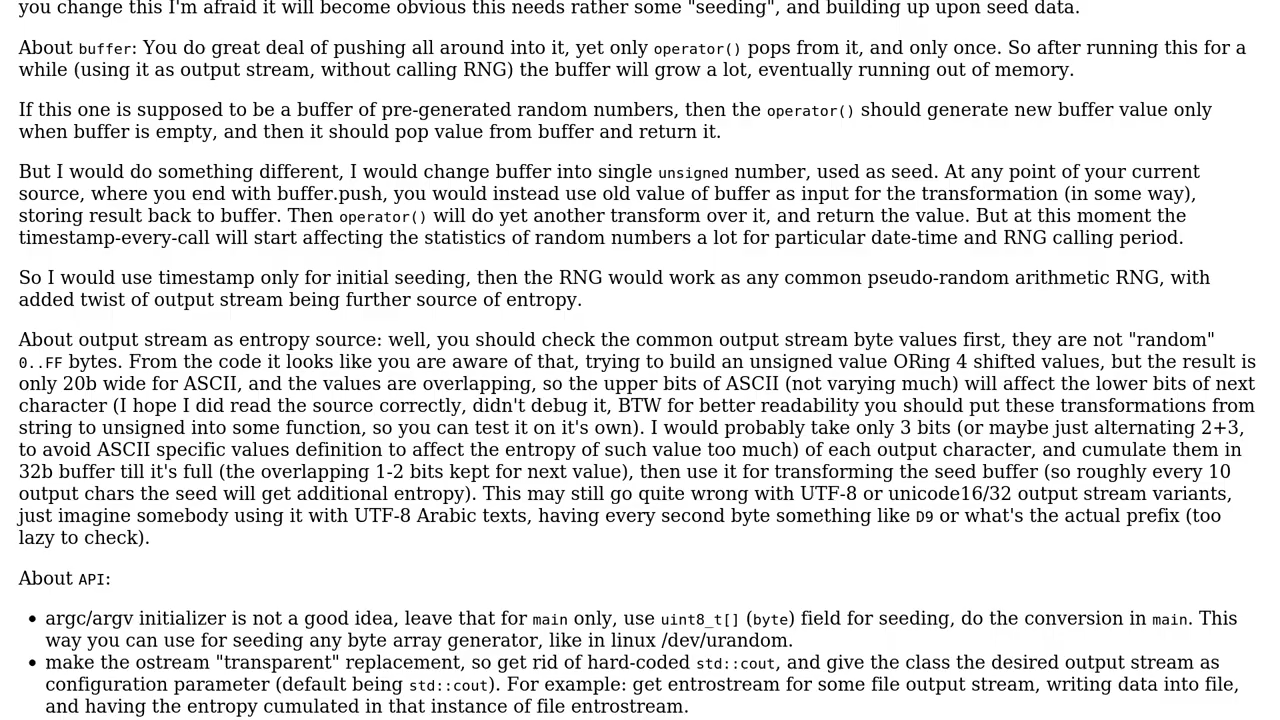 you change this I'm afraid it will become obvious this needs rather some "seeding", and building up upon seed data.
About buffer: You do great deal of pushing all around into it, yet only operator() pops from it, and only once. So after running this for a
while (using it as output stream, without calling RNG) the buffer will grow a lot, eventually running out of memory.
If this one is supposed to be a buffer of pre-generated random numbers, then the operator() should generate new buffer value only
when buffer is empty, and then it should pop value from buffer and return it.
But I would do something different, I would change buffer into single unsigned number, used as seed. At any point of your current
source, where you end with buffer.push, you would instead use old value of buffer as input for the transformation (in some way),
storing result back to buffer. Then operator() will do yet another transform over it, and return the value. But at this moment the
timestamp-every-call will start affecting the statistics of random numbers a lot for particular date-time and RNG calling period.
So I would use timestamp only for initial seeding, then the RNG would work as any common pseudo-random arithmetic RNG, with
added twist of output stream being further source of entropy.
About output stream as entropy source: well, you should check the common output stream byte values first, they are not "random"
0..FF bytes. From the code it looks like you are aware of that, trying to build an unsigned value ORing 4 shifted values, but the result is
only 20b wide for ASCII, and the values are overlapping, so the upper bits of ASCII (not varying much) will affect the lower bits of next
character (I hope I did read the source correctly, didn't debug it, BTW for better readability you should put these transformations from
string to unsigned into some function, so you can test it on it's own). I would probably take only 3 bits (or maybe just alternating 2+3,
to avoid ASCII specific values definition to affect the entropy of such value too much) of each output character, and cumulate them in
32b buffer till it's full (the overlapping 1-2 bits kept for next value), then use it for transforming the seed buffer (so roughly every 10
output chars the seed will get additional entropy). This may still go quite wrong with UTF-8 or unicode16/32 output stream variants,
just imagine somebody using it with UTF-8 Arabic texts, having every second byte something like D9 or what's the actual prefix (too
lazy to check).
About API:
• argc/argv initializer is not a good idea, leave that for main only, use uint8_t[] (byte) field for seeding, do the conversion in main. This
way you can use for seeding any byte array generator, like in linux /dev/urandom.
• make the ostream "transparent" replacement, so get rid of hard-coded std::cout, and give the class the desired output stream as
configuration parameter (default being std::cout). For example: get entrostream for some file output stream, writing data into file,
and having the entropy cumulated in that instance of file entrostream.